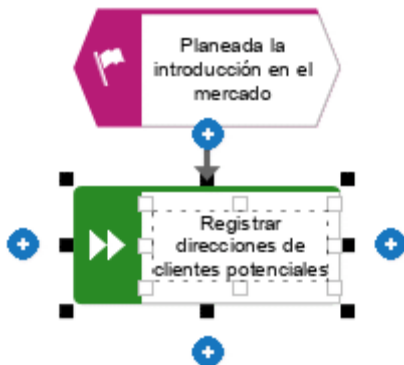 Planeada la
introducción en el
mercado
Registrar
direcciones de
clientes potenciales